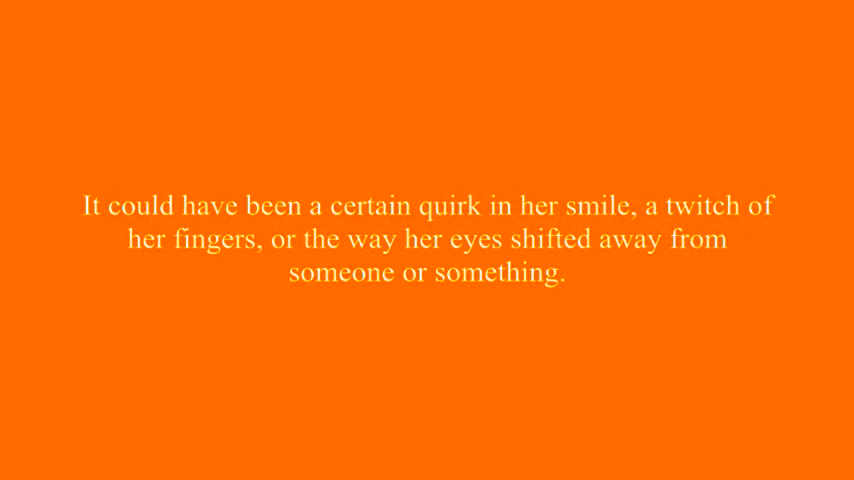 It could have been a certain quirk in her smile, a twitch of
her fingers, or the way her eyes shifted away from
someone or something.